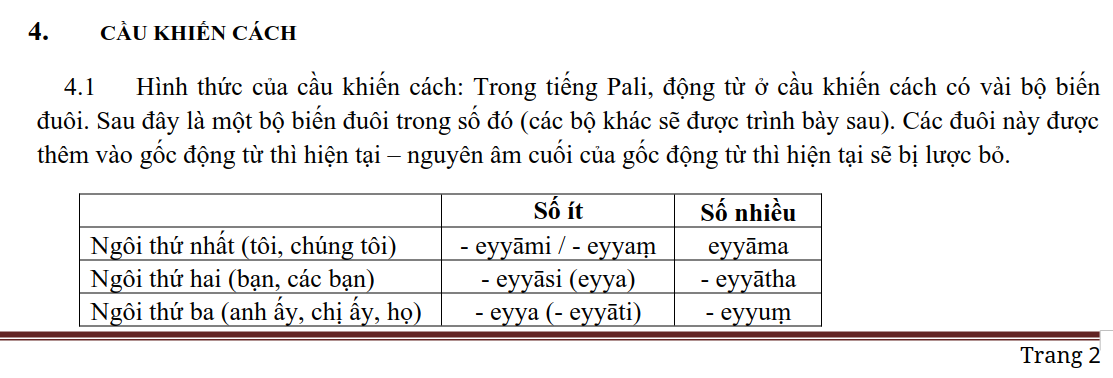 4. CẦU KHIẾN CÁCH
4.1 Hình thức của cầu khiến cách: Trong tiếng Pali, động từ ở cầu khiến cách có vài bộ biến
đuôi. Sau đây là một bộ biến đuôi trong số đó (các bộ khác sẽ được trình bày sau). Các đuôi này được
thêm vào gốc động từ thì hiện tại – nguyên âm cuối của gốc động từ thì hiện tại sẽ bị lược bỏ.
Số ít Số nhiều
Ngôi thứ nhất (tôi, chúng tôi) - eyyāmi / - eyyaṃ eyyāma
Ngôi thứ hai (bạn, các bạn) - eyyāsi (eyya) - eyyātha
Ngôi thứ ba (anh ấy, chị ấy, họ) - eyya (- eyyāti) - eyyuṃ
Trang 2